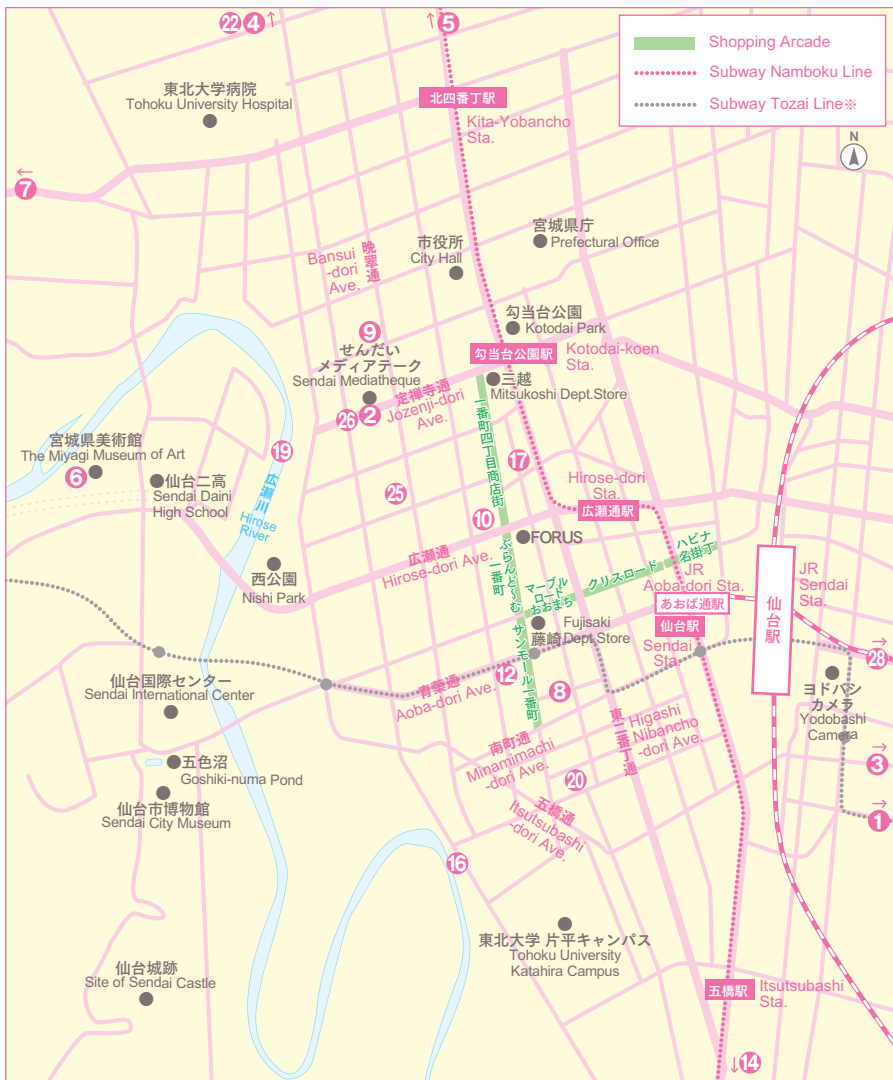 22 4 ↑
↑ 5
Shopping Arcade
Subway Namboku Line
Subway Tozai Line※
N
東北大学病院
Tohoku University Hospital
北四番丁駅
Kita-Yobancho
Sta.
←
7
宮城県庁
Prefectural Office
市役所
City Hall
晩翠通
Bansui
-dori
Ave.
勾当台公園
Kotodai Park
勾当台公園駅
Kotodai-koen
Sta.
9
せんだい
メディアテーク
Sendai Mediatheque
三越
Mitsukoshi Dept.Store
定禅寺通
Jozenji-dori
Ave.
26 2
一番町四丁目商店街
宮城県美術館
The Miyagi Museum of Art
6
仙台二高
Sendai Daini
High School
19
広瀬川
Hirose
River
17
25
Hirose-dori
Sta.
広瀬通駅
10
FORUS
広瀬通
Hirose-dori Ave.
西公園
Nishi Park
ぶらんど〜む
一番町
マーブル
ロード
おおまち
クリスロード
ハピナ
名掛丁
JR
Aoba-dori Sta.
あおば通駅
仙台駅
Sendai
Sta.
仙台駅
JR
Sendai
Sta.
→
28
Fujisaki
藤崎 Dept.Store
サンモール一番町
仙台国際センター
Sendai International Center
12
8
青葉通
Aoba-dori Ave.
ヨドバシ
カメラ
Yodobashi
Camera
→
3
→
1
五色沼
Goshiki-numa Pond
仙台市博物館
Sendai City Museum
南町通
Minamimachi
-dori Ave.
東二番丁通
Higashi
Nibancho
-dori Ave.
20
五橋通
Itsutsubashi
-dori Ave.
16
東北大学 片平キャンパス
Tohoku University
Katahira Campus
仙台城跡
Site of Sendai Castle
五橋駅
Itsutsubashi
Sta.
↓ 14